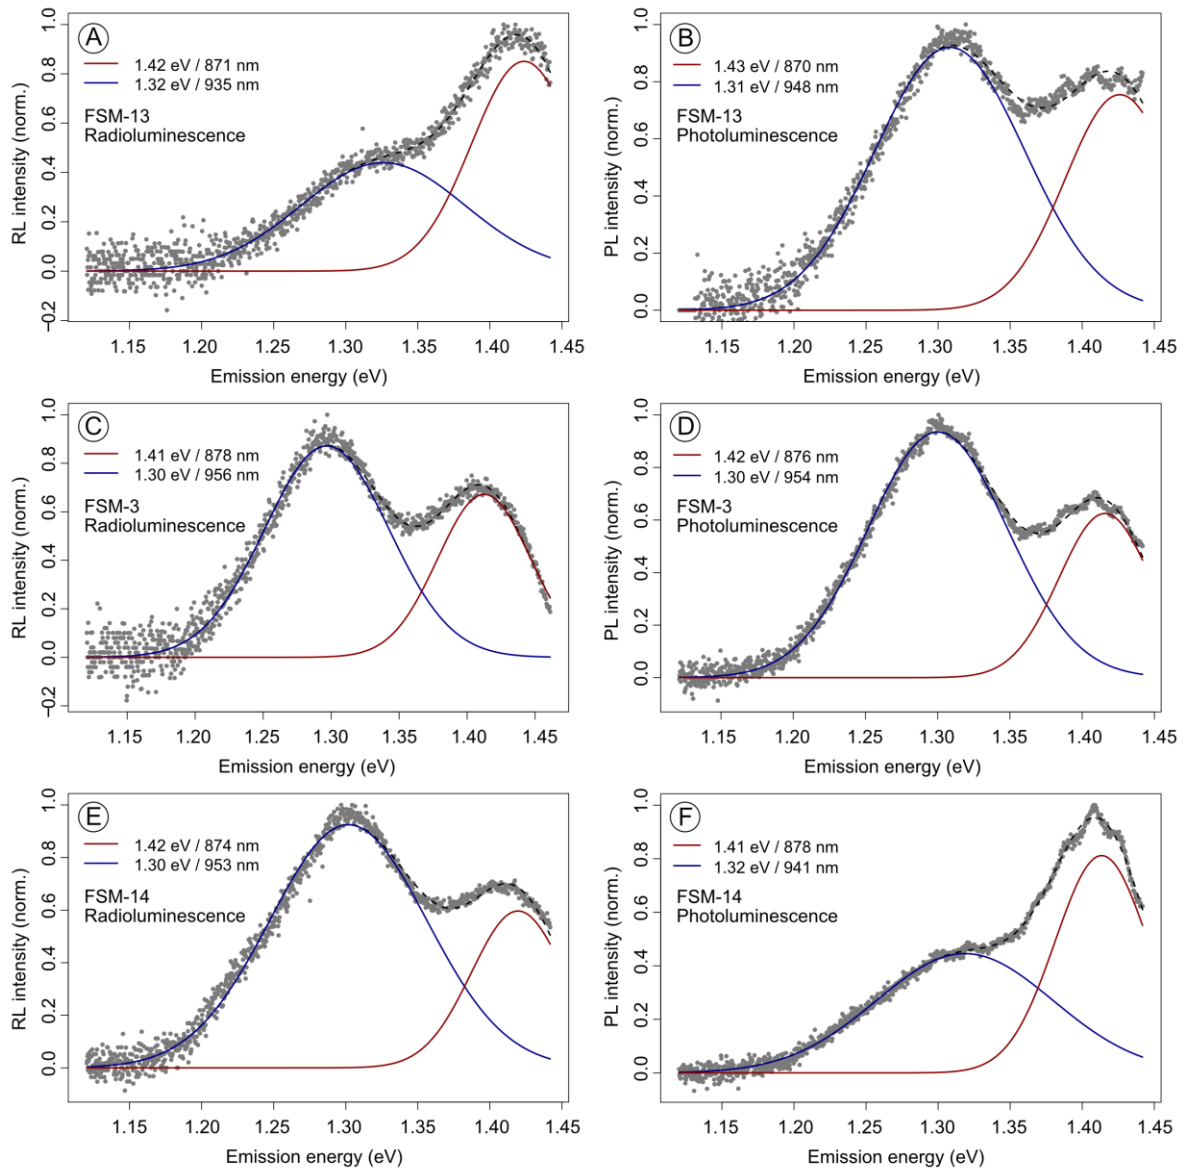 A
1.42 eV / 871 nm
1.32 eV / 935 nm
FSM-13
Radioluminescence
RL intensity (norm.)
−0.2 0.0 0.2 0.4 0.6 0.8 1.0
1.15 1.20 1.25 1.30 1.35 1.40 1.45
Emission energy (eV)
B
1.43 eV / 870 nm
1.31 eV / 948 nm
FSM-13
Photoluminescence
PL intensity (norm.)
0.0 0.2 0.4 0.6 0.8 1.0
1.15 1.20 1.25 1.30 1.35 1.40 1.45
Emission energy (eV)
C
1.41 eV / 878 nm
1.30 eV / 956 nm
FSM-3
Radioluminescence
RL intensity (norm.)
−0.2 0.0 0.2 0.4 0.6 0.8 1.0
1.15 1.20 1.25 1.30 1.35 1.40 1.45
Emission energy (eV)
D
1.42 eV / 876 nm
1.30 eV / 954 nm
FSM-3
Photoluminescence
PL intensity (norm.)
0.0 0.2 0.4 0.6 0.8 1.0
1.15 1.20 1.25 1.30 1.35 1.40 1.45
Emission energy (eV)
E
1.42 eV / 874 nm
1.30 eV / 953 nm
FSM-14
Radioluminescence
RL intensity (norm.)
0.0 0.2 0.4 0.6 0.8 1.0
1.15 1.20 1.25 1.30 1.35 1.40 1.45
Emission energy (eV)
F
1.41 eV / 878 nm
1.32 eV / 941 nm
FSM-14
Photoluminescence
PL intensity (norm.)
0.0 0.2 0.4 0.6 0.8 1.0
1.15 1.20 1.25 1.30 1.35 1.40 1.45
Emission energy (eV)